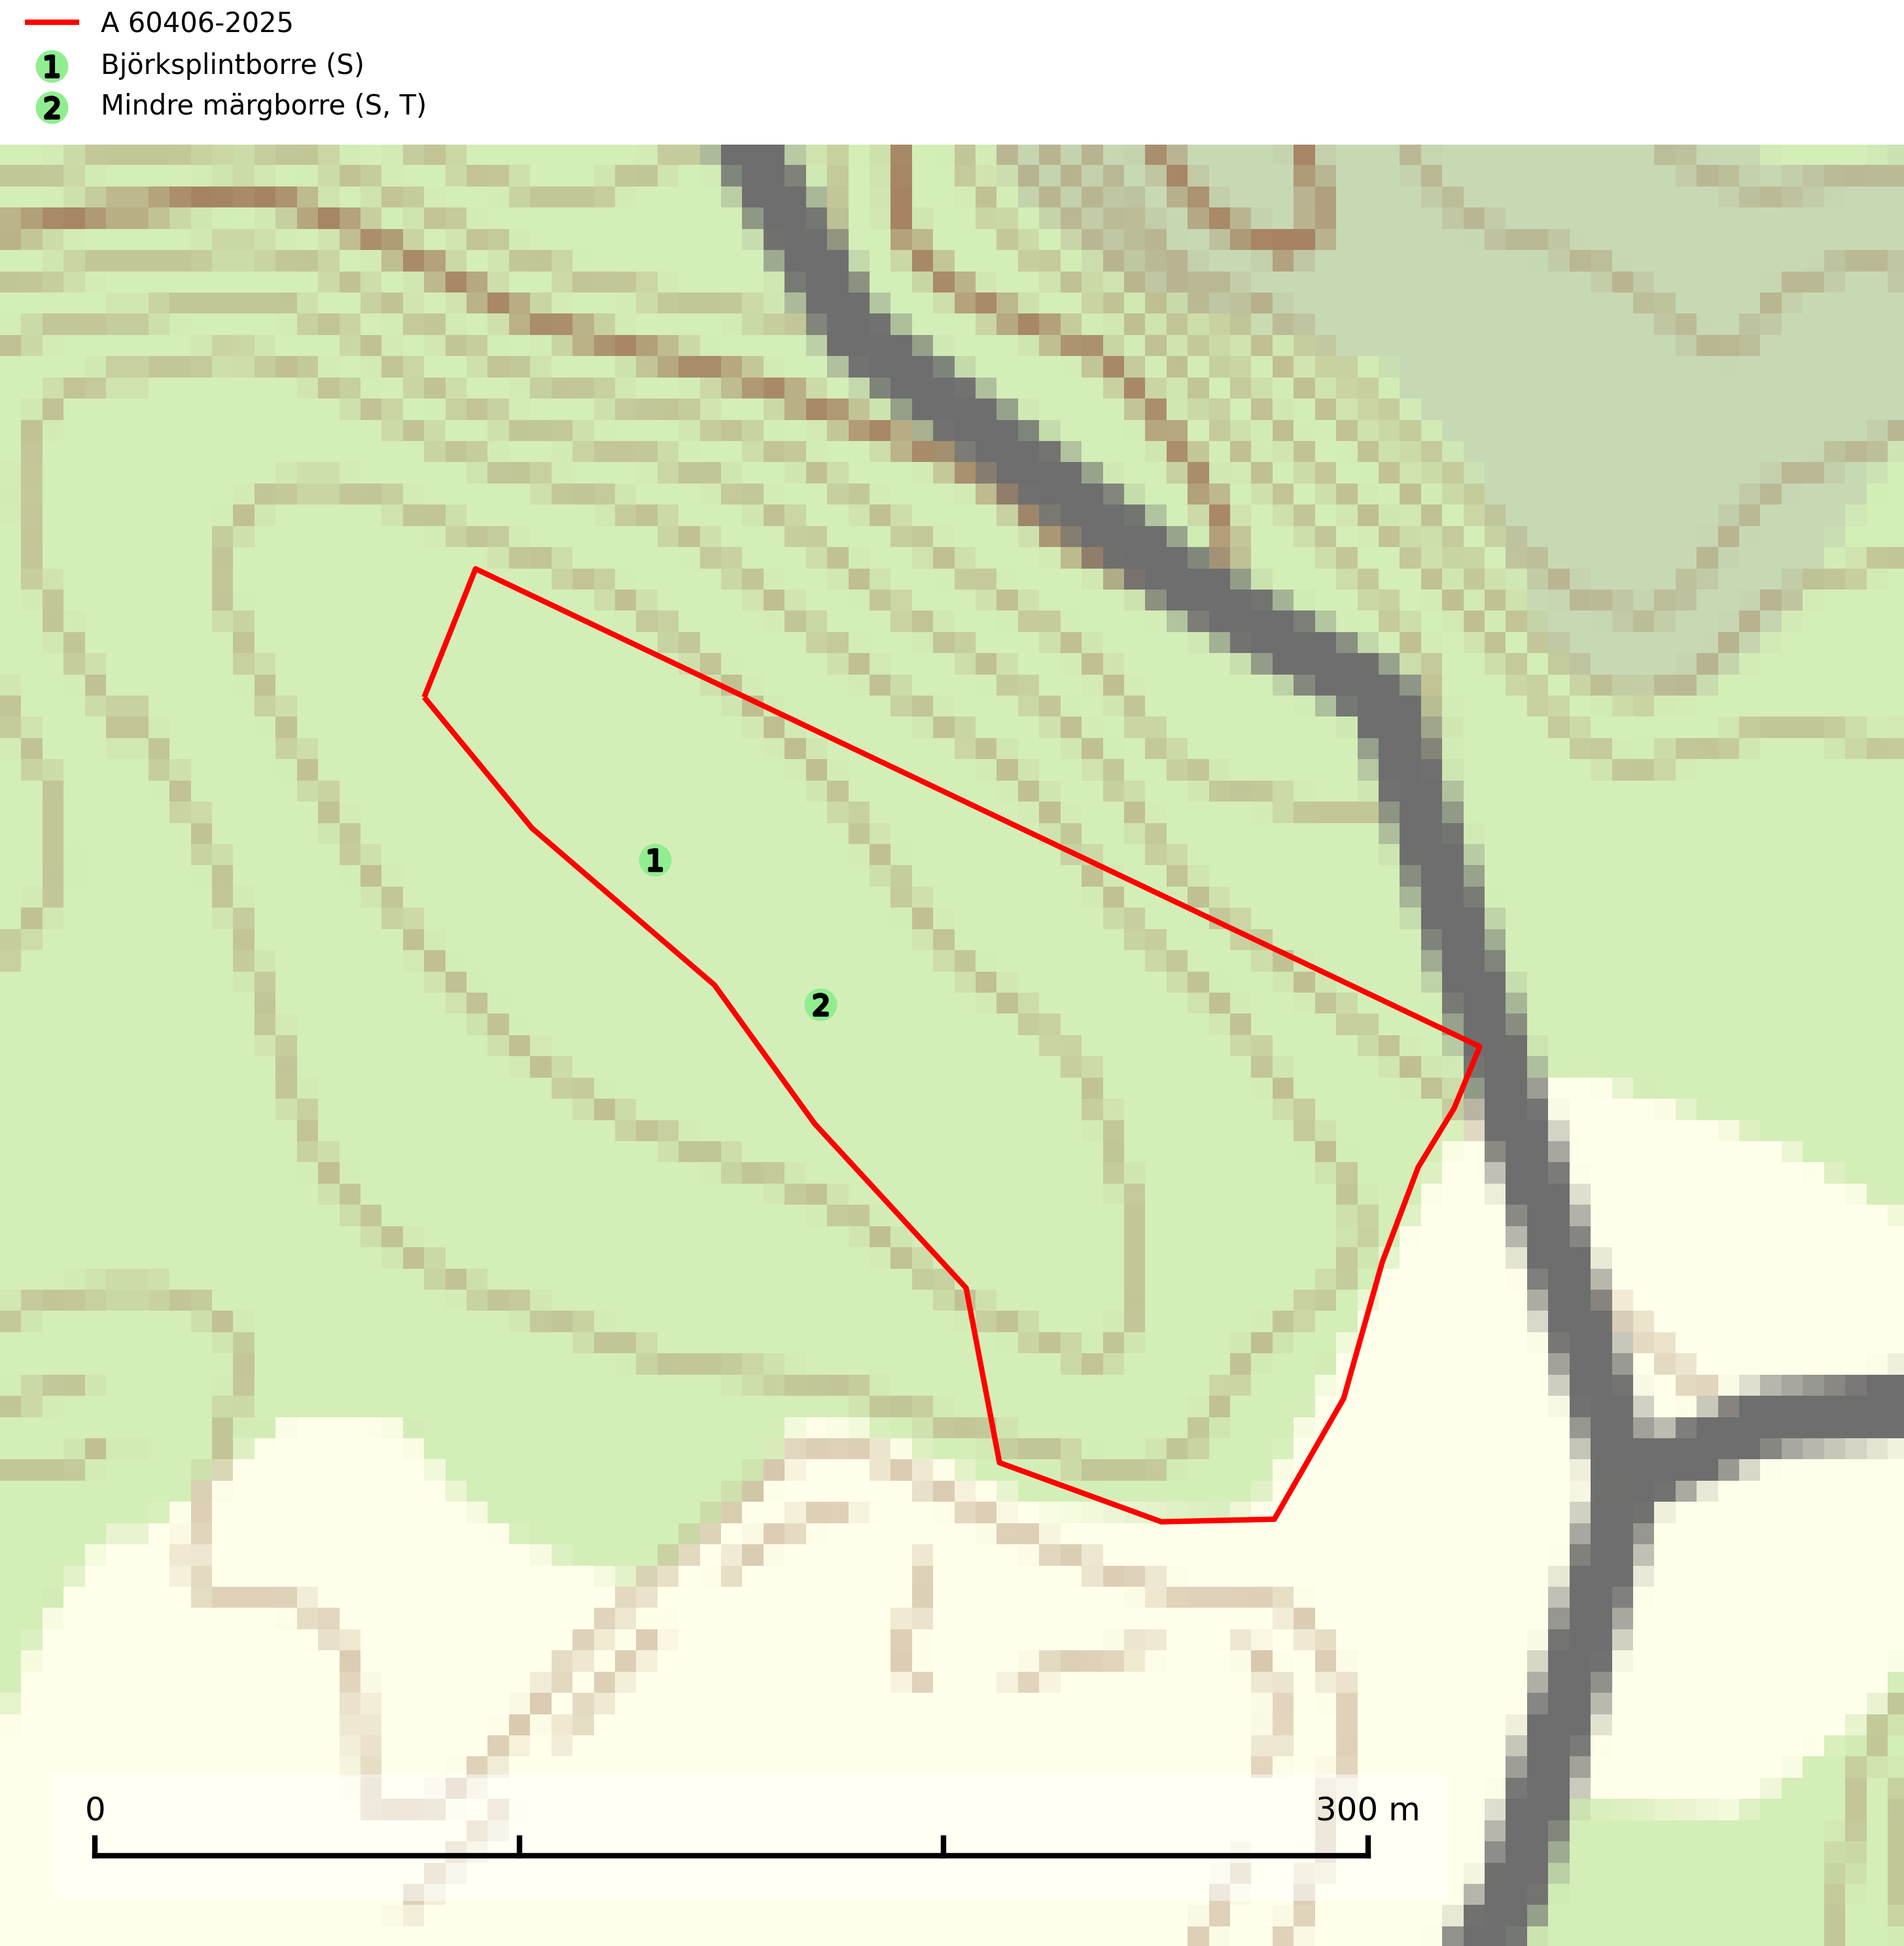 A 60406-2025
1 Björksplintborre (S)
2 Mindre märgborre (S, T)
1
2
0 300 m